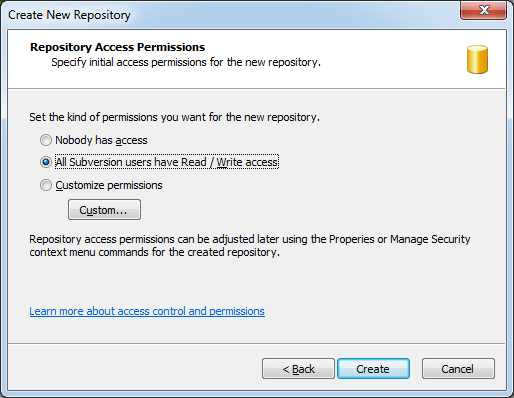 Create New Repository
Repository Access Permissions
Specify initial access permissions for the new repository.
Set the kind of permissions you want for the new repository.
Nobody has access
All Subversion users have Read / Write access
Customize permissions
Custom...
Repository access permissions can be adjusted later using the Properies or Manage Security
context menu commands for the created repository.
Learn more about access control and permissions
< Back
Create
Cancel